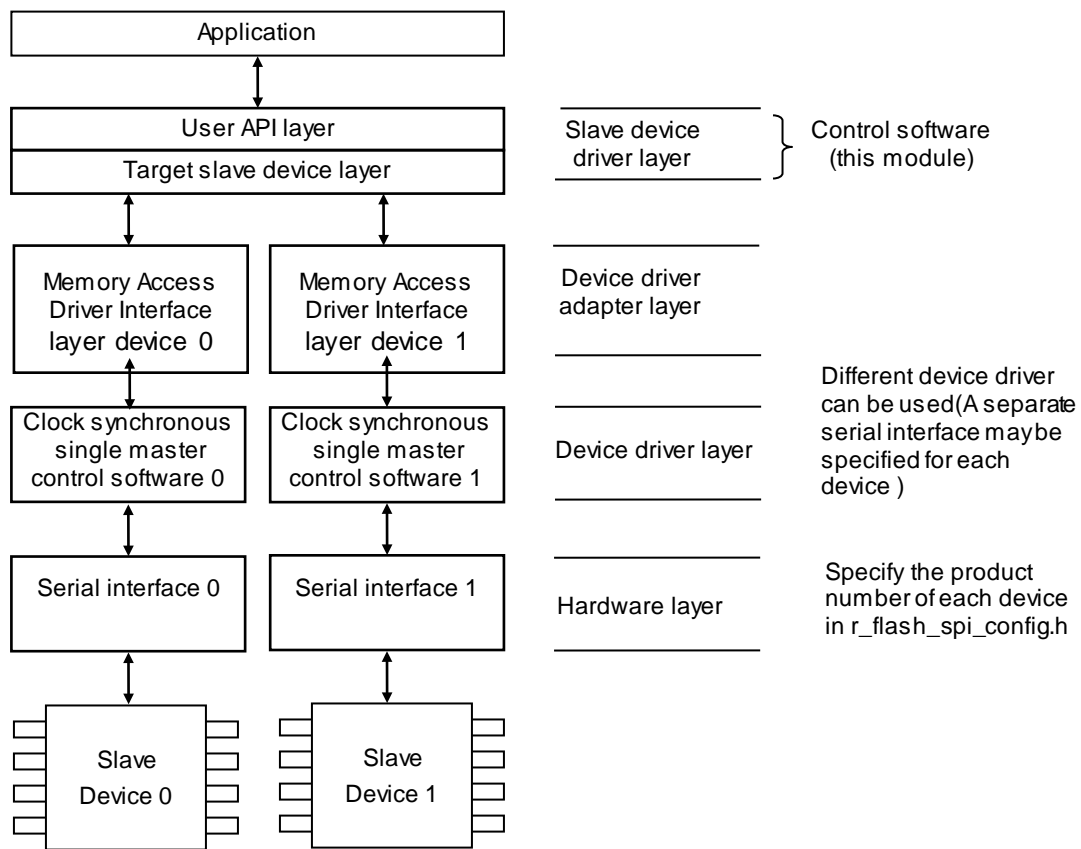 Application
User API layer
Target slave device layer
Slave device
driver layer
Control software
(this module)
Memory Access
Driver Interface
layer device 0
Memory Access
Driver Interface
layer device 1
Device driver
adapter layer
Clock synchronous
single master
control software 0
Clock synchronous
single master
control software 1
Device driver layer
Different device driver
can be used(A separate
serial interface may be
specified for each
device )
Serial interface 0
Serial interface 1
Hardware layer
Specify the product
number of each device
in r_flash_spi_config.h
Slave
Device 0
Slave
Device 1